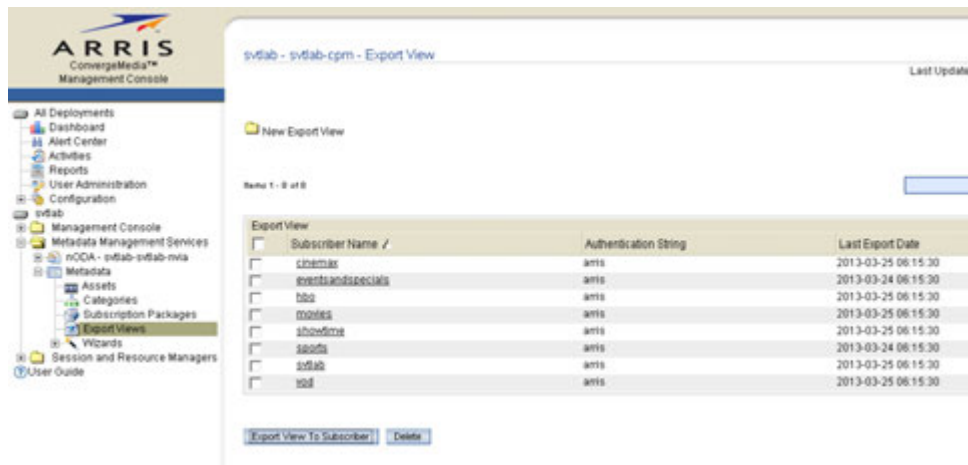 ARRIS
ConvergeMedia™
Management Console
svtlab - svtlab-cpm - Export View
Last Update
All Deployments
Dashboard
Alert Center
Activities
Reports
User Administration
Configuration
svtlab
Management Console
Metadata Management Services
nODA - svtlab-svtlab-nvia
Metadata
Assets
Categories
Subscription Packages
Export Views
Wizards
Session and Resource Managers
User Guide
New Export View
Items 1 - 8 of 8
Export View
Subscriber Name Authentication String Last Export Date
cinemax arris 2013-03-25 06:15:30
eventsandspecials arris 2013-03-24 06:15:30
hbo arris 2013-03-25 06:15:30
movies arris 2013-03-25 06:15:30
showtime arris 2013-03-25 06:15:30
sports arris 2013-03-24 06:15:30
svtlab arris 2013-03-25 06:15:30
vod arris 2013-03-25 06:15:30
Export View To Subscriber Delete